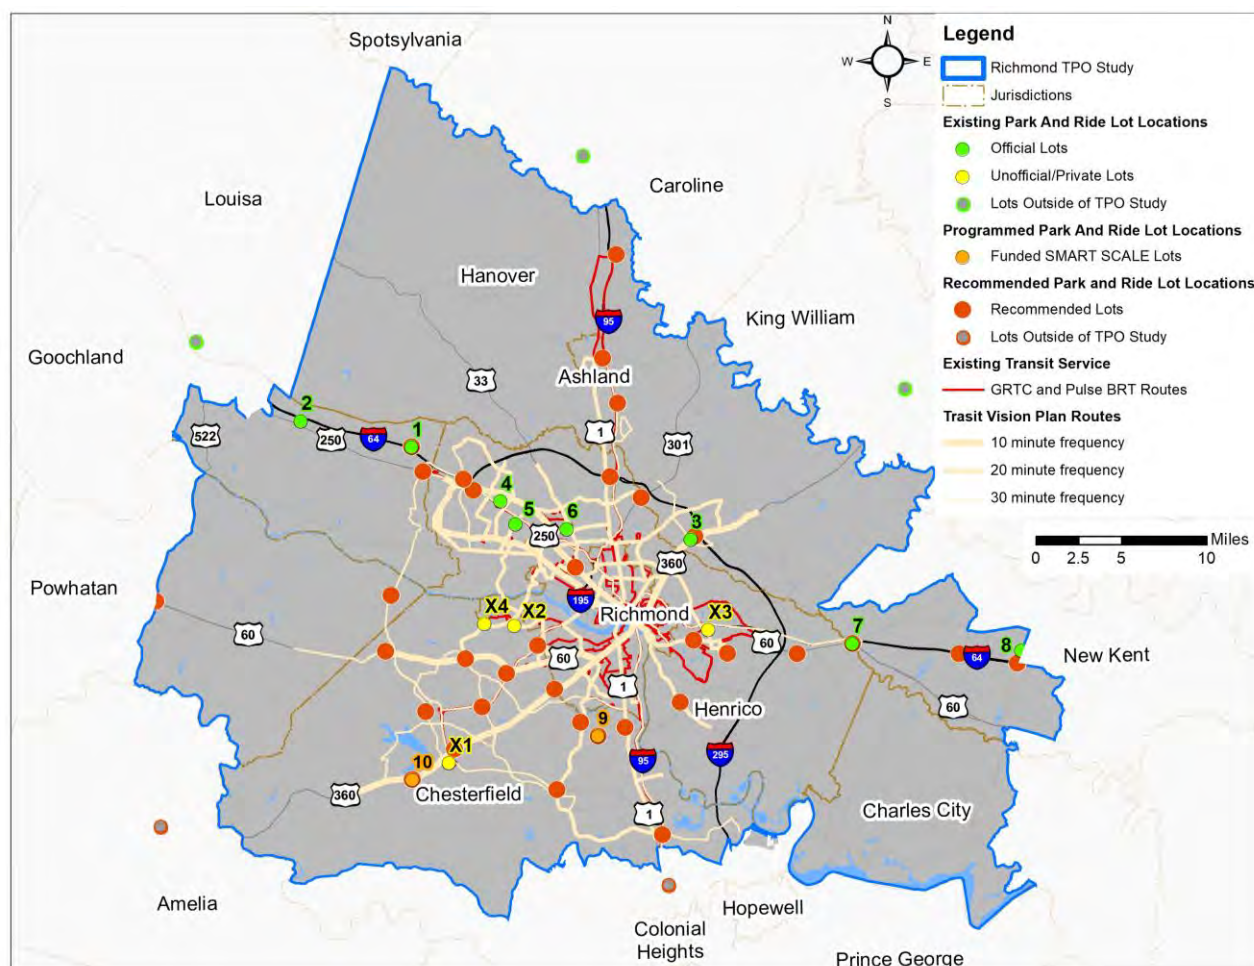 Spotsylvania
Louisa
Caroline
Hanover
King William
Goochland
Ashland
Powhatan
Richmond
New Kent
Henrico
Chesterfield
Charles City
Amelia
Hopewell
Colonial
Heights
Prince George
N
W
E
S
95
33
1
301
2
1
522
250
64
4
5
6
250
3
360
195
X4
X2
X3
7
8
60
60
60
64
60
1
9
X1
10
95
295
360
1
Legend
Richmond TPO Study
Jurisdictions
Existing Park And Ride Lot Locations
Official Lots
Unofficial/Private Lots
Lots Outside of TPO Study
Programmed Park And Ride Lot Locations
Funded SMART SCALE Lots
Recommended Park and Ride Lot Locations
Recommended Lots
Lots Outside of TPO Study
Existing Transit Service
GRTC and Pulse BRT Routes
Trasit Vision Plan Routes
10 minute frequency
20 minute frequency
30 minute frequency
Miles
0 2.5 5 10